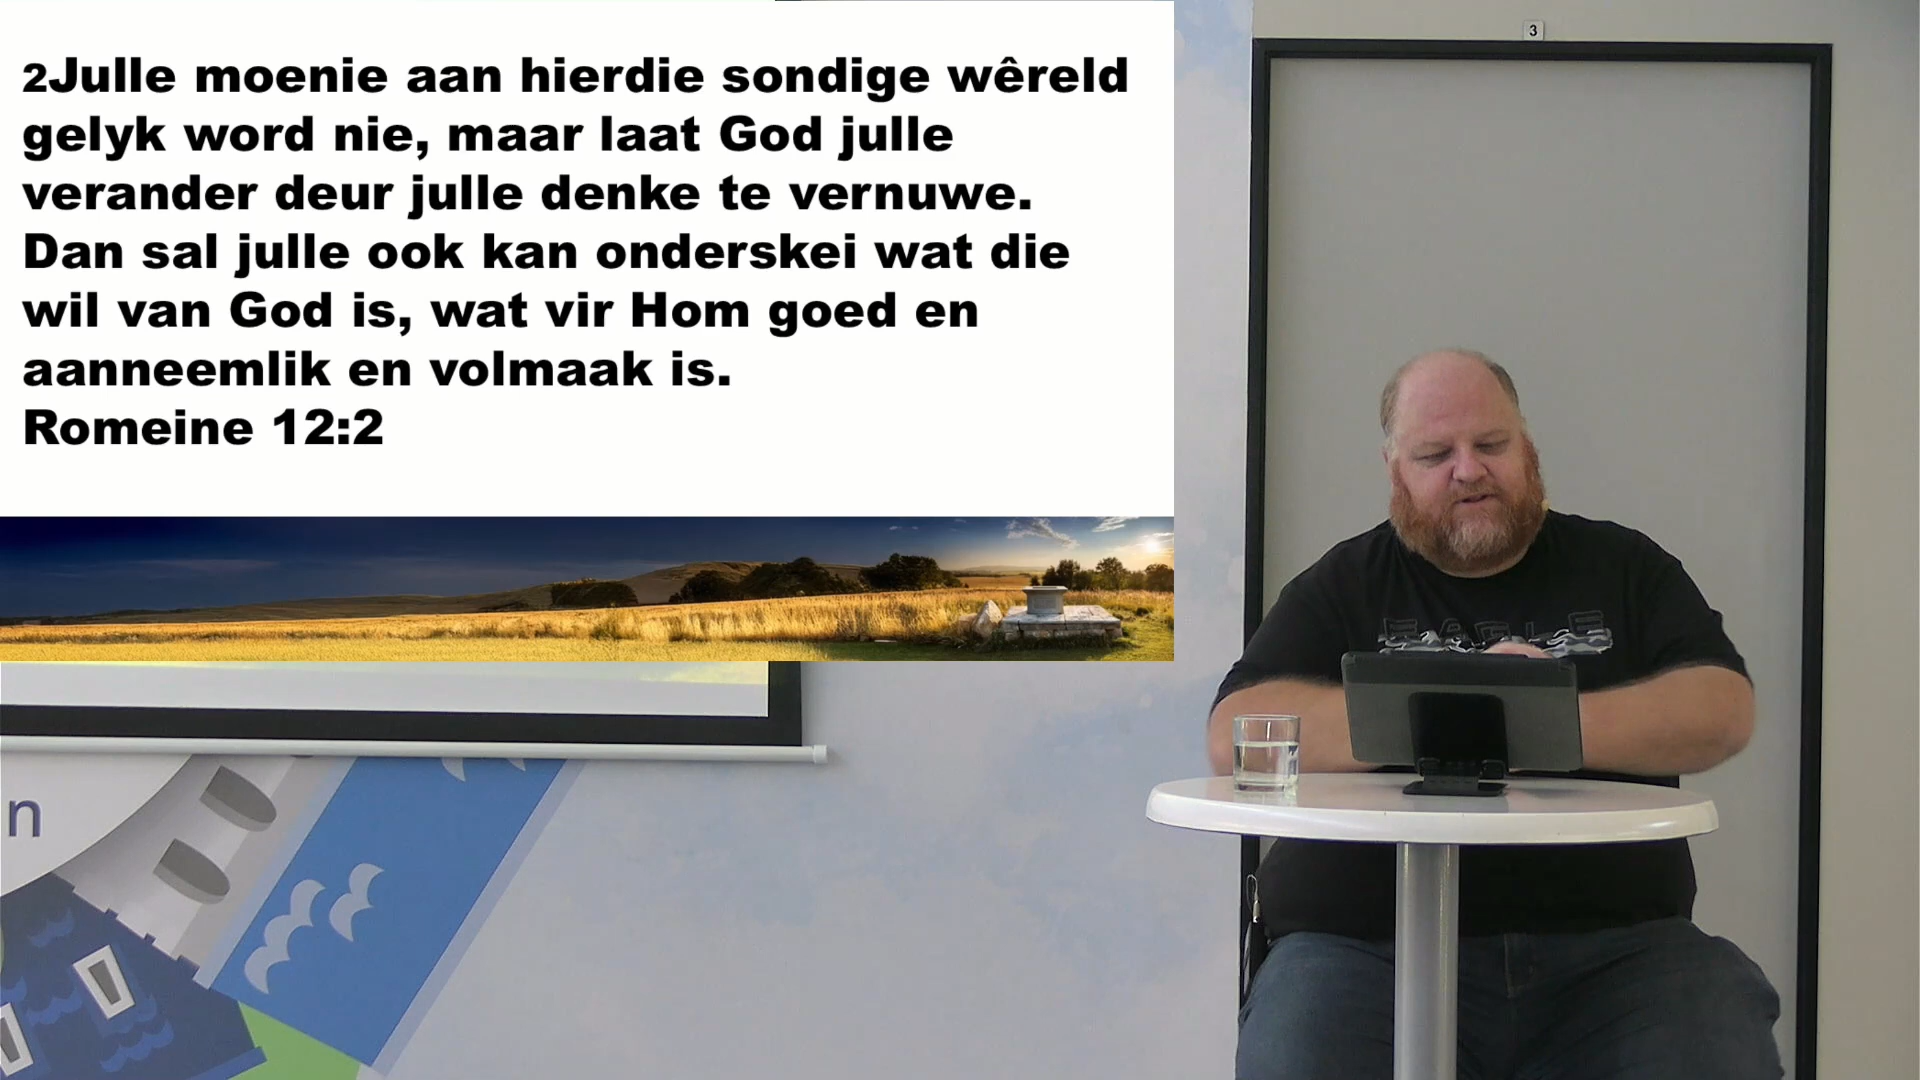 2Julle moenie aan hierdie sondige wêreld
gelyk word nie, maar laat God julle
verander deur julle denke te vernuwe.
Dan sal julle ook kan onderskei wat die
wil van God is, wat vir Hom goed en
aanneemlik en volmaak is.
Romeine 12:2
3
EAGLE
n